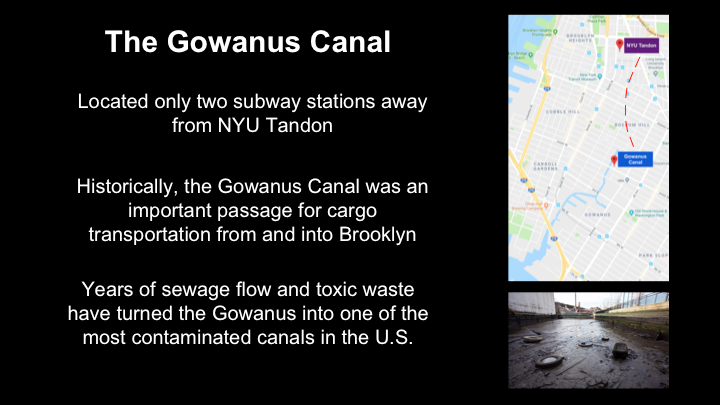 The Gowanus Canal
Located only two subway stations away
from NYU Tandon
Historically, the Gowanus Canal was an
important passage for cargo
transportation from and into Brooklyn
Years of sewage flow and toxic waste
have turned the Gowanus into one of the
most contaminated canals in the U.S.
BROOKLYN
HEIGHTS
NYU Tandon
COBBLE HILL
BOERUM HILL
Gowanus
Canal
CARROLL
GARDENS
GOWANUS
PARK SLOPE